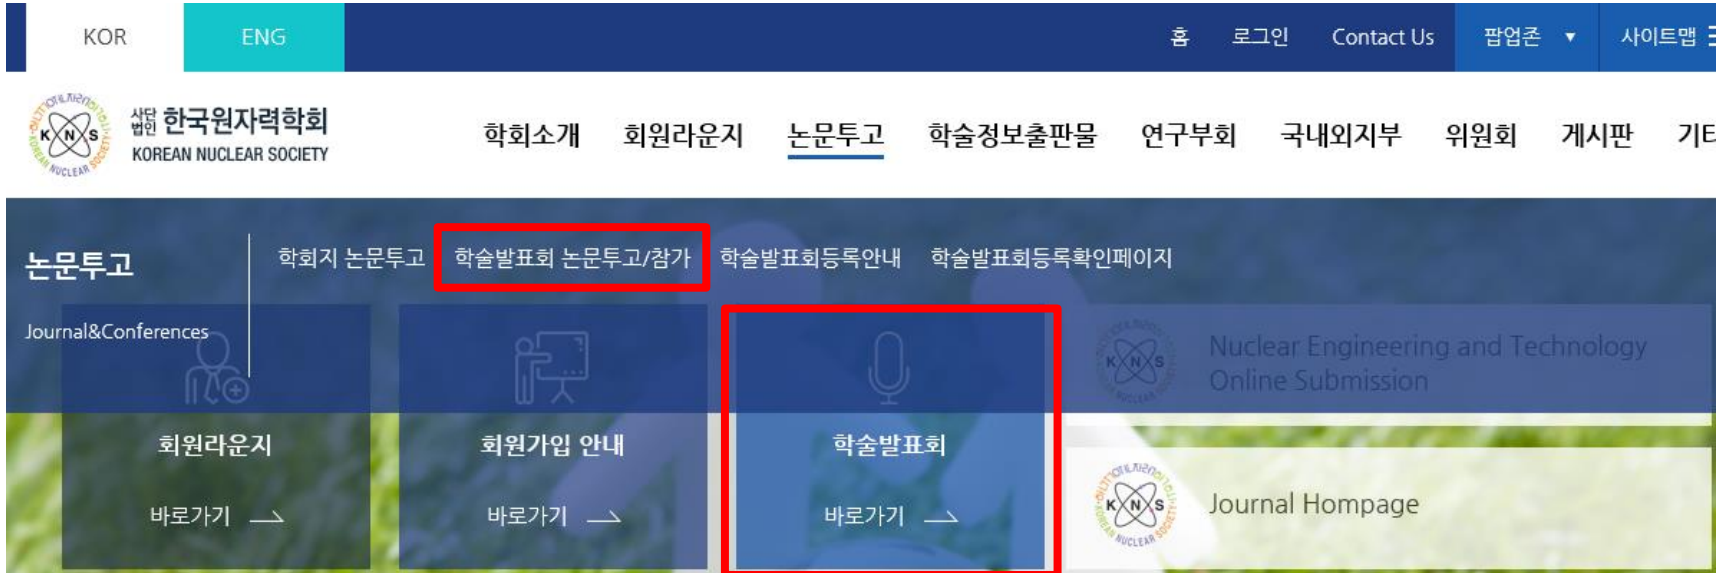 KOR ENG 홈 로그인 Contact Us 팝업존 ▼ 사이트맵
사단법인 한국원자력학회
KOREAN NUCLEAR SOCIETY
KNS
KOREAN NUCLEAR SOCIETY
학회소개 회원라운지 논문투고 학술정보출판물 연구부회 국내외지부 위원회 게시판 기타
논문투고
Journal&Conferences
학회지 논문투고 학술발표회 논문투고/참가 학술발표회등록안내 학술발표회등록확인페이지
회원라운지
바로가기
회원가입 안내
바로가기
학술발표회
바로가기
KNS
Nuclear Engineering and Technology
Online Submission
KNS
Journal Hompage